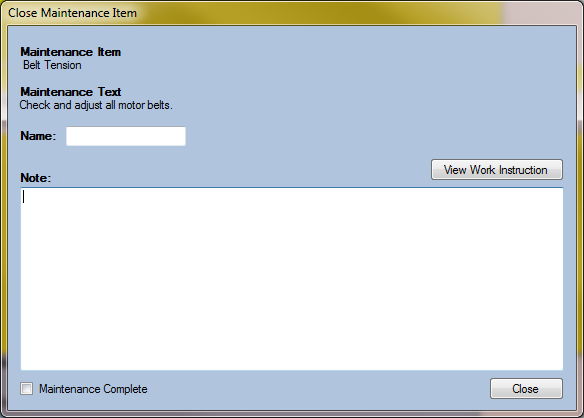 Close Maintenance Item
Maintenance Item
Belt Tension
Maintenance Text
Check and adjust all motor belts.
Name:
View Work Instruction
Note:
Maintenance Complete
Close